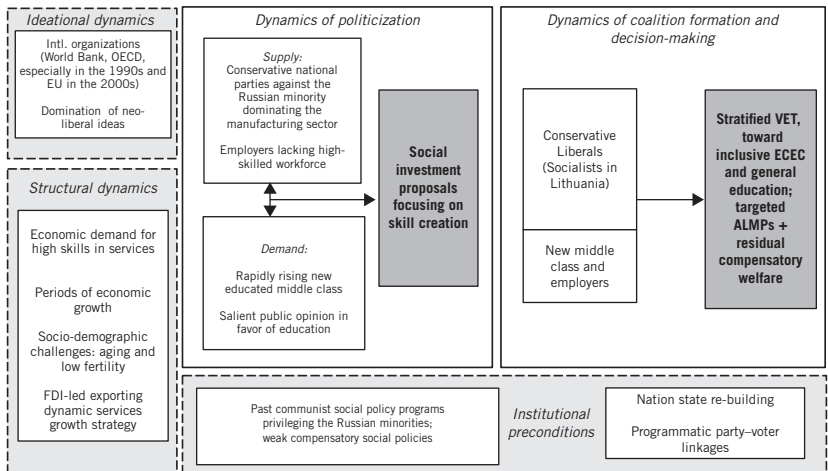 Ideational dynamics
Intl. organizations
(World Bank, OECD,
especially in the 1990s and
EU in the 2000s)
Domination of neo-
liberal ideas
Structural dynamics
Economic demand for
high skills in services
Periods of economic
growth
Socio-demographic
challenges: aging and
low fertility
FDI-led exporting
dynamic services
growth strategy
Dynamics of politicization
Supply:
Conservative national
parties against the
Russian minority
dominating the
manufacturing sector
Employers lacking high-
skilled workforce
Demand:
Rapidly rising new
educated middle class
Salient public opinion in
favor of education
Social
investment
proposals
focusing on
skill creation
Dynamics of coalition formation and
decision-making
Conservative
Liberals
(Socialists in
Lithuania)
New middle
class and
employers
Stratified VET,
toward
inclusive ECEC
and general
education;
targeted
ALMPs +
residual
compensatory
welfare
Past communist social policy programs
privileging the Russian minorities;
weak compensatory social policies
Institutional
preconditions
Nation state re-building
Programmatic party–voter
linkages